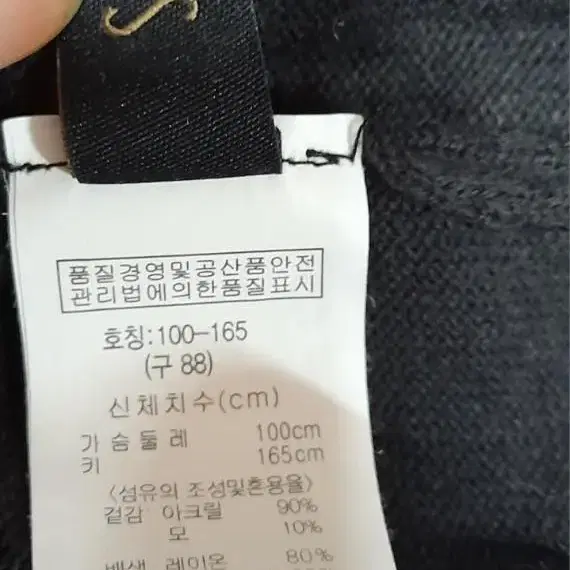 S
품질경영및공산품안전
관리법에의한품질표시
호칭:100-165
(구 88)
신체치수(cm)
가슴둘레 100cm
키 165cm
〈섬유의 조성및혼용율〉
겉감 아크릴 90%
모 10%
배색 레이온 80%